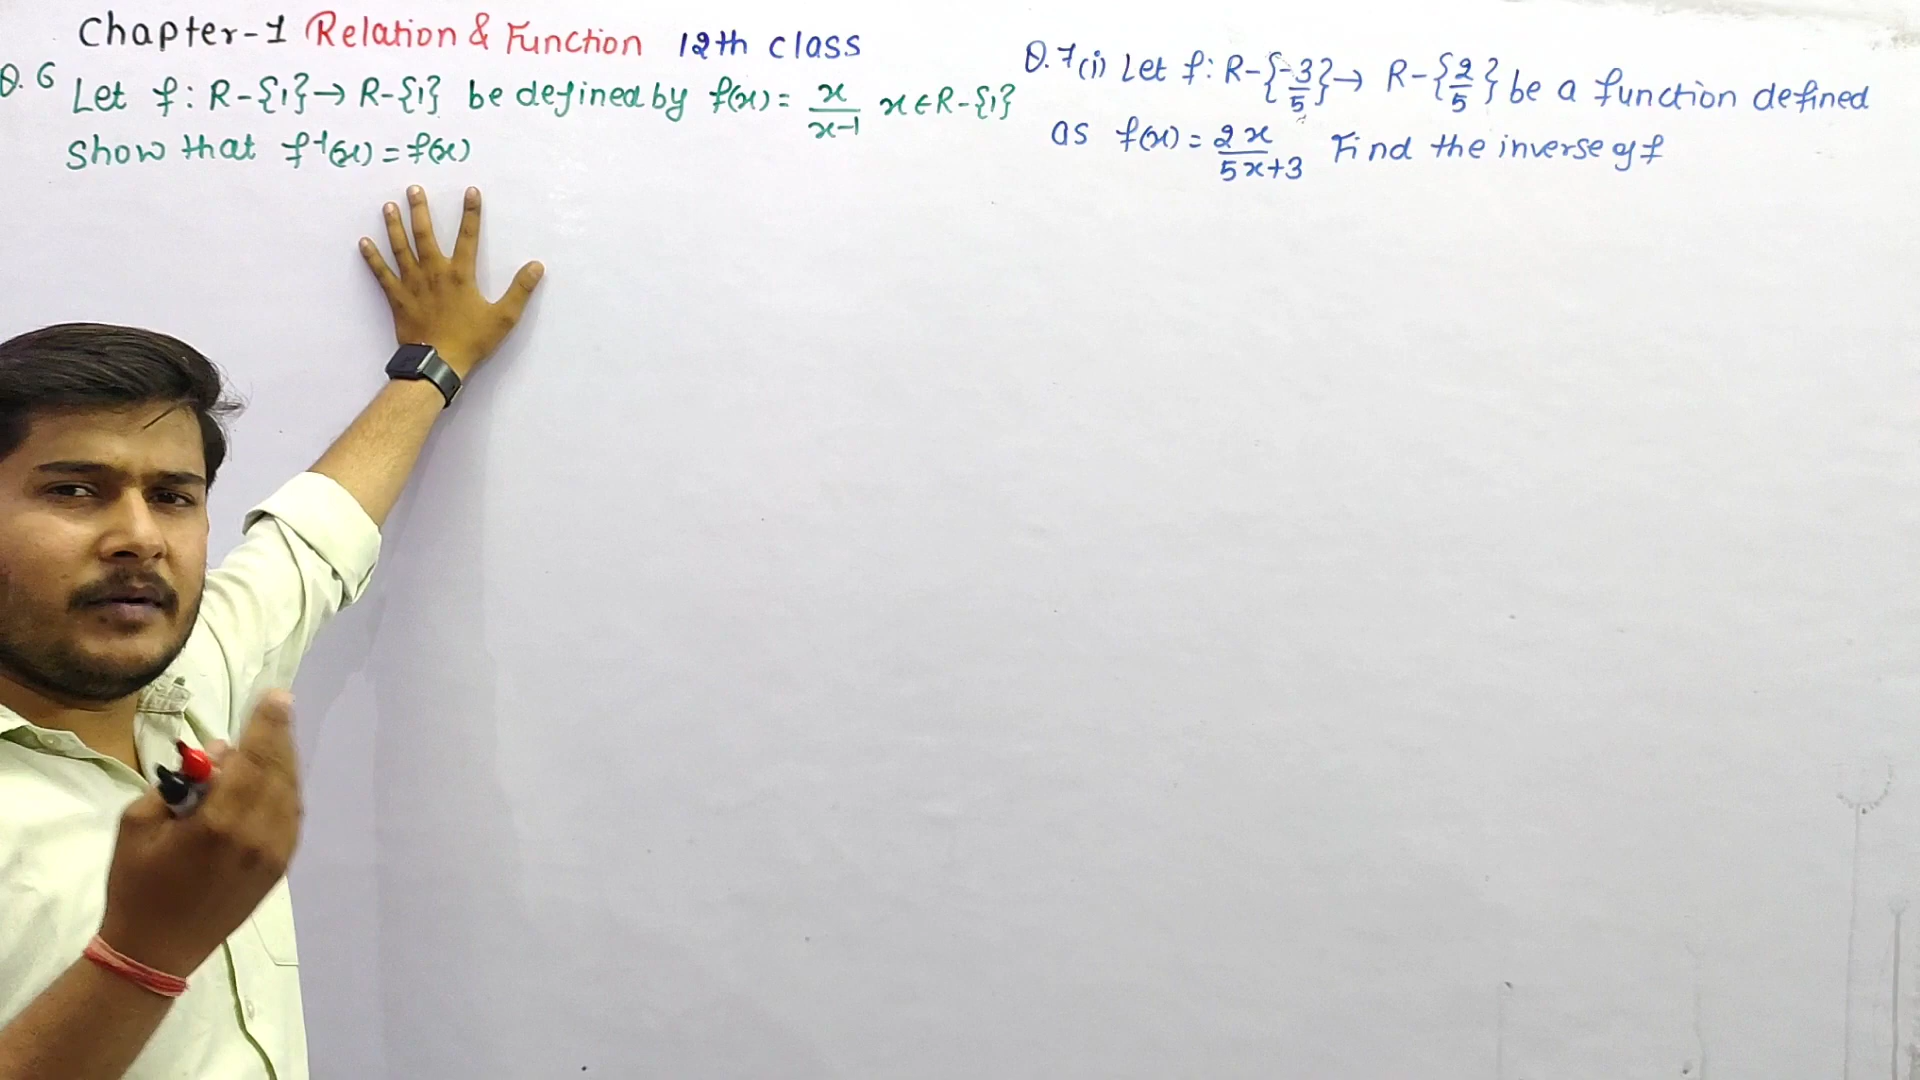 Chapter-1 Relation & Function 12th class
Q.6 Let f: R-{1}→ R-{1} be defined by f(x) = x/x-1 x∈R-{1}
Show that f⁻¹(x) = f(x)
Q.7(i) Let f: R-{-3/5}→ R-{2/5} be a function defined
as f(x) = 2x/5x+3 Find the inverse of f